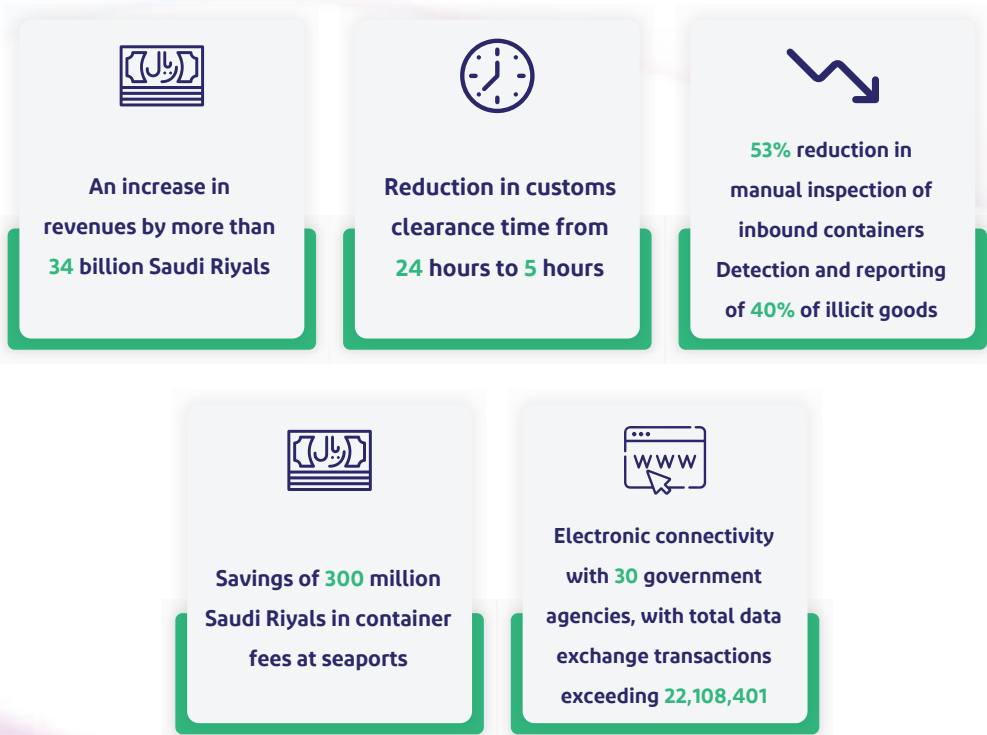 ريال
An increase in
revenues by more than
34 billion Saudi Riyals
Reduction in customs
clearance time from
24 hours to 5 hours
53% reduction in
manual inspection of
inbound containers
Detection and reporting
of 40% of illicit goods
ريال
Savings of 300 million
Saudi Riyals in container
fees at seaports
WWW
Electronic connectivity
with 30 government
agencies, with total data
exchange transactions
exceeding 22,108,401